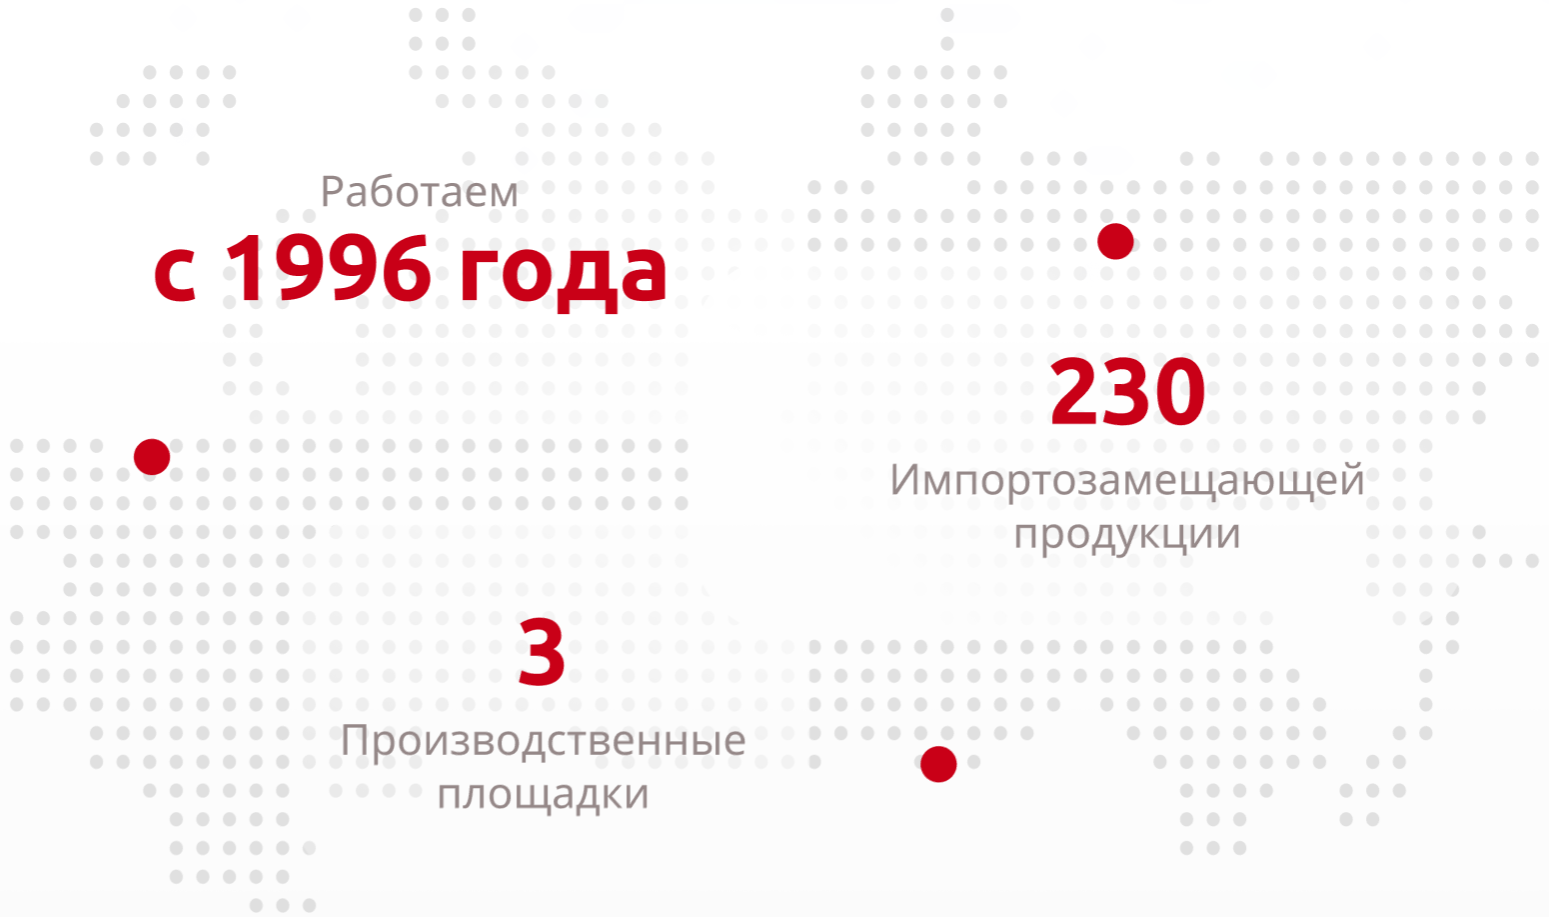 Работаем
с 1996 года
230
Импортозамещающей
продукции
3
Производственные
площадки